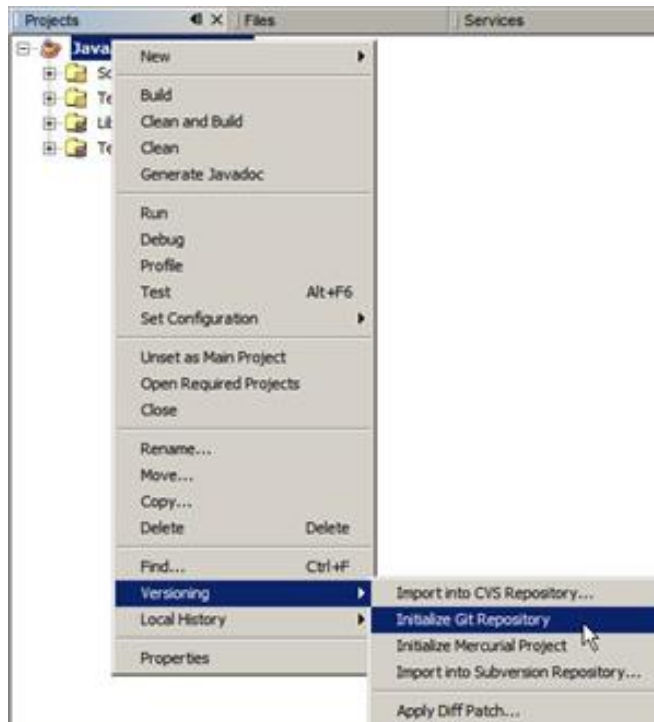 Projects
Files
Services
Java
New
Build
Clean and Build
Clean
Generate Javadoc
Run
Debug
Profile
Test Alt+F6
Set Configuration
Unset as Main Project
Open Required Projects
Close
Rename...
Move...
Copy...
Delete Delete
Find... Ctrl+F
Versioning
Local History
Properties
Import into CVS Repository...
Initialize Git Repository
Initialize Mercurial Project
Import into Subversion Repository...
Apply Diff Patch...